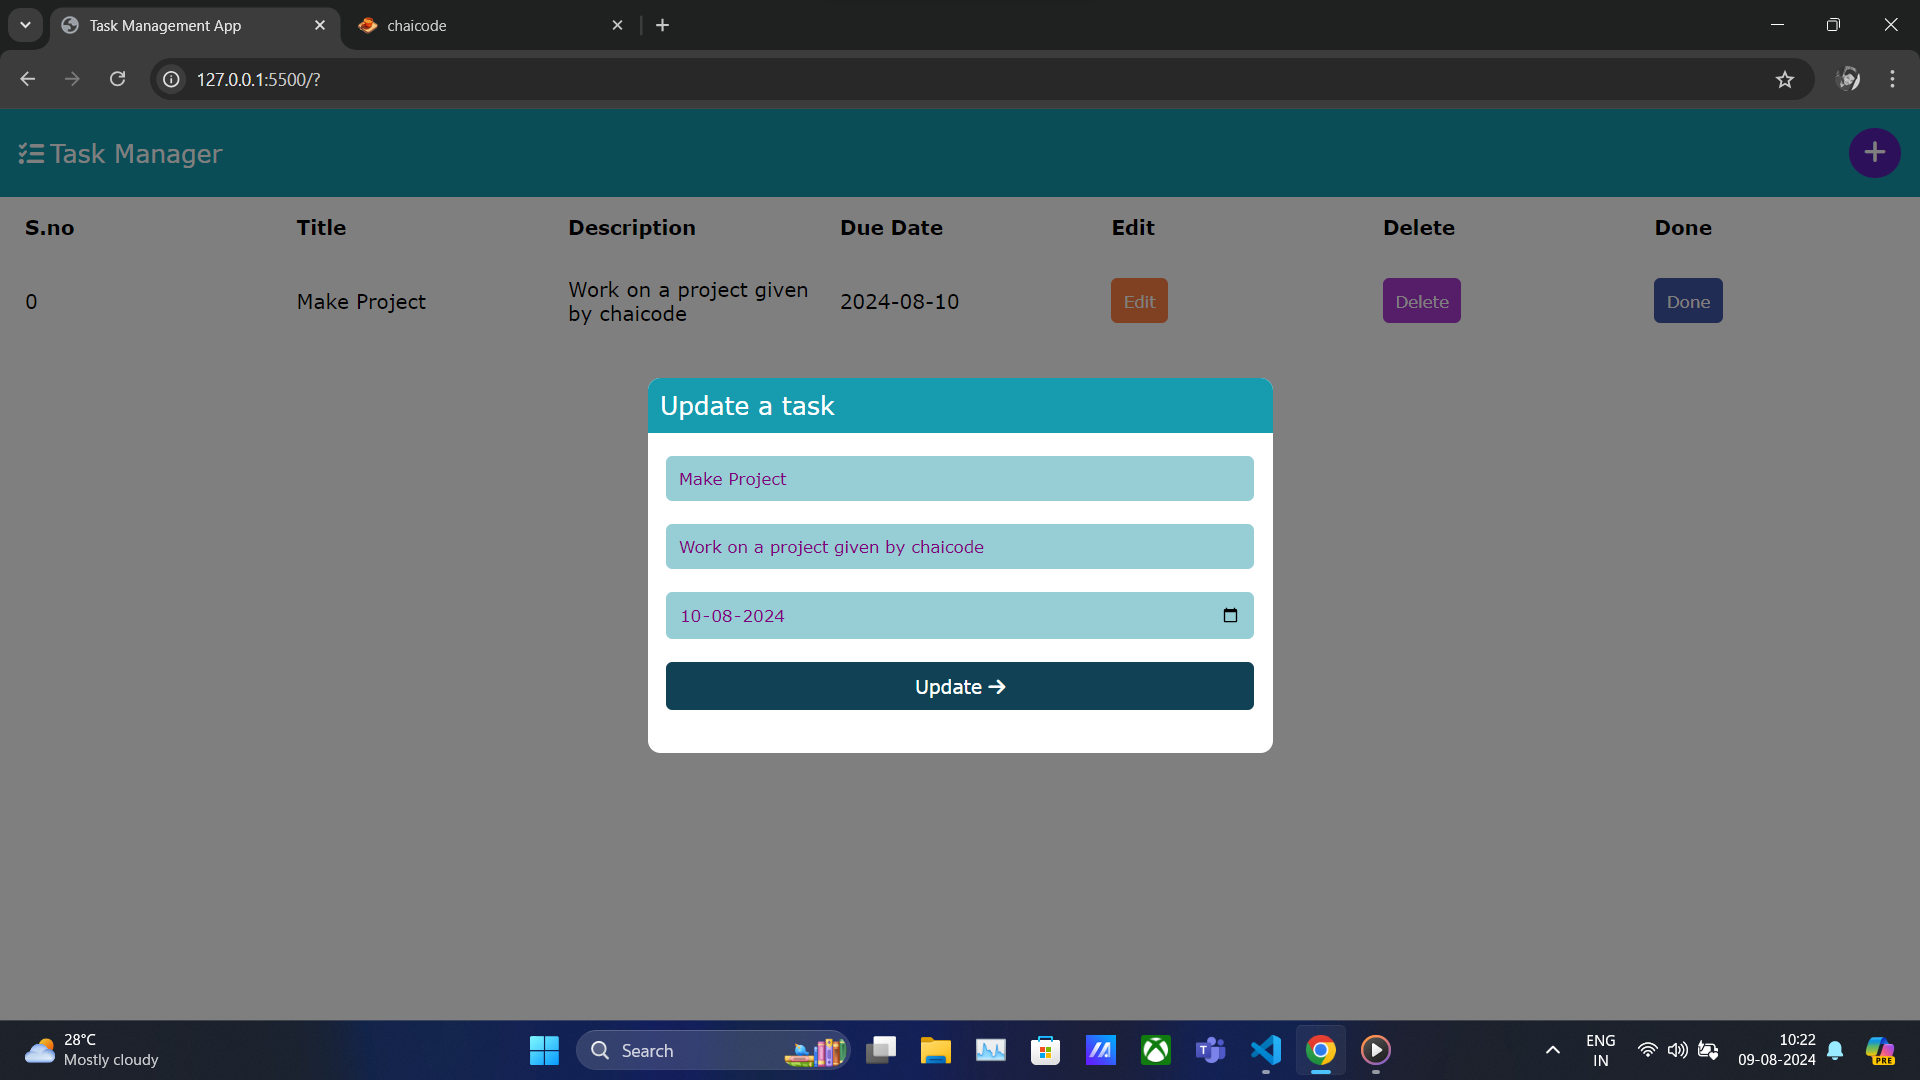 Task Management App
chaicode
127.0.0.1:5500/?
Task Manager
S.no Title Description Due Date Edit Delete Done
0 Make Project Work on a project given by chaicode 2024-08-10 Edit Delete Done
Update a task
Make Project
Work on a project given by chaicode
10-08-2024
Update
28°C
Mostly cloudy
Search
ENG
IN
10:22
09-08-2024
PRE